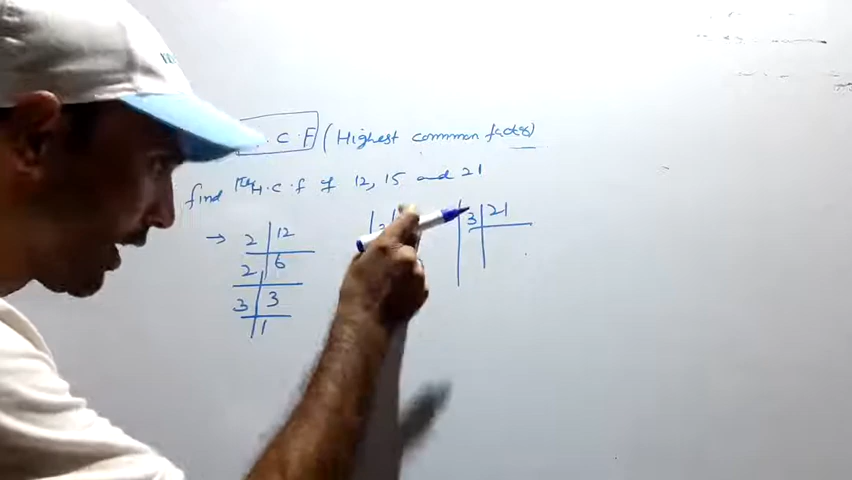 C.F (Highest common factor)
find the H.C.f of 12, 15 and 21
→ 2 12 3 21
2 6
3 3
1